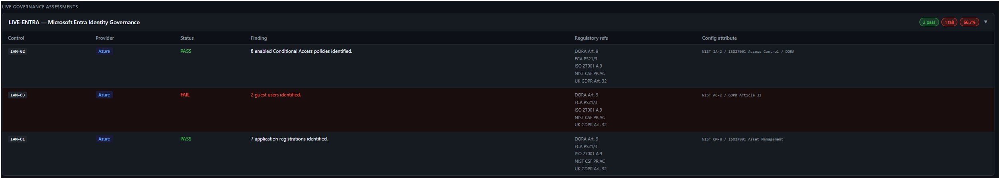 LIVE GOVERNANCE ASSESSMENTS
LIVE-ENTRA — Microsoft Entra Identity Governance 2 pass 1 fail 66.7% ▼
Control Provider Status Finding Regulatory refs Config attribute
IAM-02 Azure PASS 8 enabled Conditional Access policies identified. DORA Art. 9 NIST IA-2 / ISO27001 Access Control / DORA
FCA PS21/3
ISO 27001 A.9
NIST CSF PR.AC
UK GDPR Art. 32
IAM-03 Azure FAIL 2 guest users identified. DORA Art. 9 NIST AC-2 / GDPR Article 32
FCA PS21/3
ISO 27001 A.9
NIST CSF PR.AC
UK GDPR Art. 32
IAM-01 Azure PASS 7 application registrations identified. DORA Art. 9 NIST CM-8 / ISO27001 Asset Management
FCA PS21/3
ISO 27001 A.9
NIST CSF PR.AC
UK GDPR Art. 32